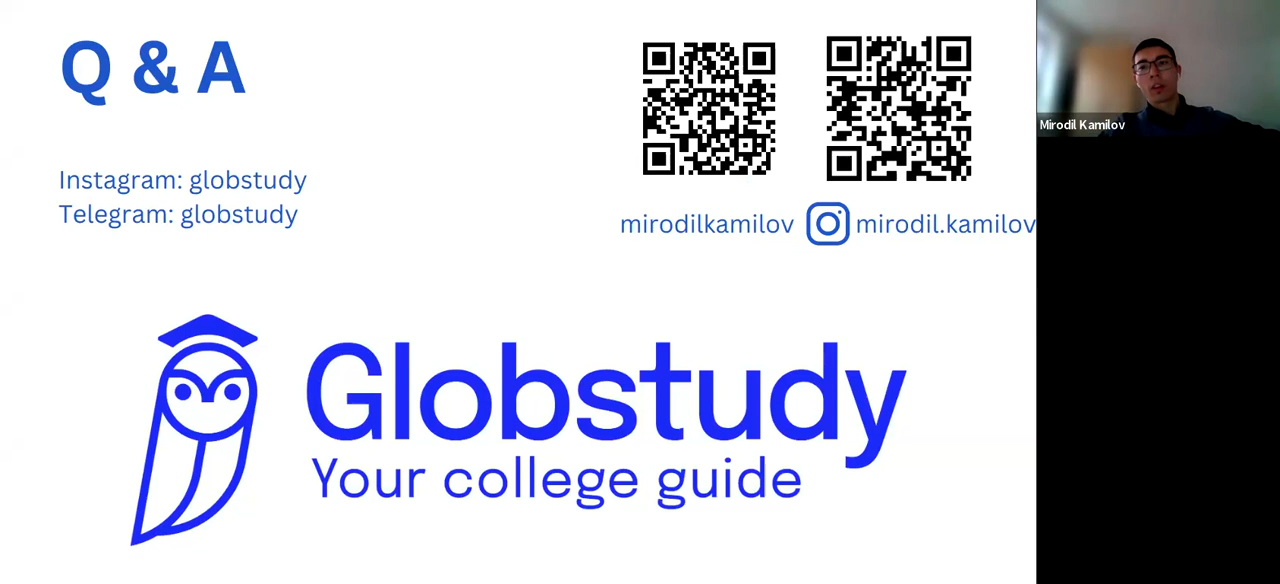 Q & A
Instagram: globstudy
Telegram: globstudy
mirodilkamilov
mirodil.kamilov
Globstudy
Your college guide
Mirodil Kamilov